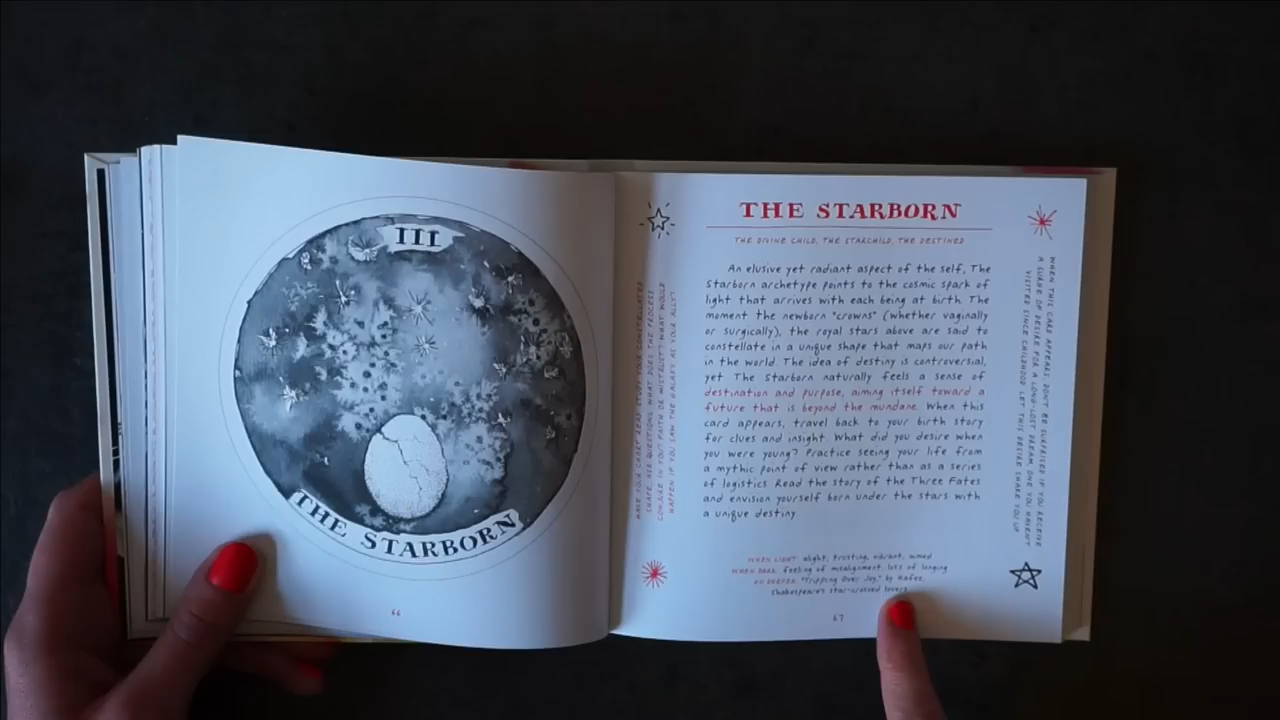 III
THE STARBORN
66
THE STARBORN
THE DIVINE CHILD, THE STARCHILD, THE DESTINED
An elusive yet radiant aspect of the self, The
Starborn archetype points to the cosmic spark of
light that arrives with each being at birth. The
moment the newborn "crowns" (whether vaginally
or surgically), the royal stars above are said to
constellate in a unique shape that maps our path
in the world. The idea of destiny is controversial,
yet The Starborn naturally feels a sense of
destination and purpose, aiming itself toward a
future that is beyond the mundane. When this
card appears, travel back to your birth story
for clues and insight. What did you desire when
you were young? Practice seeing your life from
a mythic point of view rather than as a series
of logistics. Read the story of the Three Fates
and envision yourself born under the stars with
a unique destiny.
WHEN LIGHT: alight, trusting, vibrant, aimed
WHEN DARK: feeling of misalignment, lots of longing
GO DEEPER: "Tripping Over Joy," by Hafez,
Shakespeare's star-crossed lovers
67
HAVE YOUR CHART READ. STUDY YOUR CONSTELLATED
SHAPE. ASK QUESTIONS. WHAT DOES THE PROCESS
CONJURE IN YOU? FAITH OR MISTRUST? WHAT WOULD
HAPPEN IF YOU SAW THE GALAXY AS YOUR ALLY?
WHEN THIS CARD APPEARS, DON'T BE SURPRISED IF YOU RECEIVE
A SURGE OF DESIRE FOR A LONG-LOST DREAM, ONE YOU HAVEN'T
VISITED SINCE CHILDHOOD. LET THIS DESIRE SHAKE YOU UP.